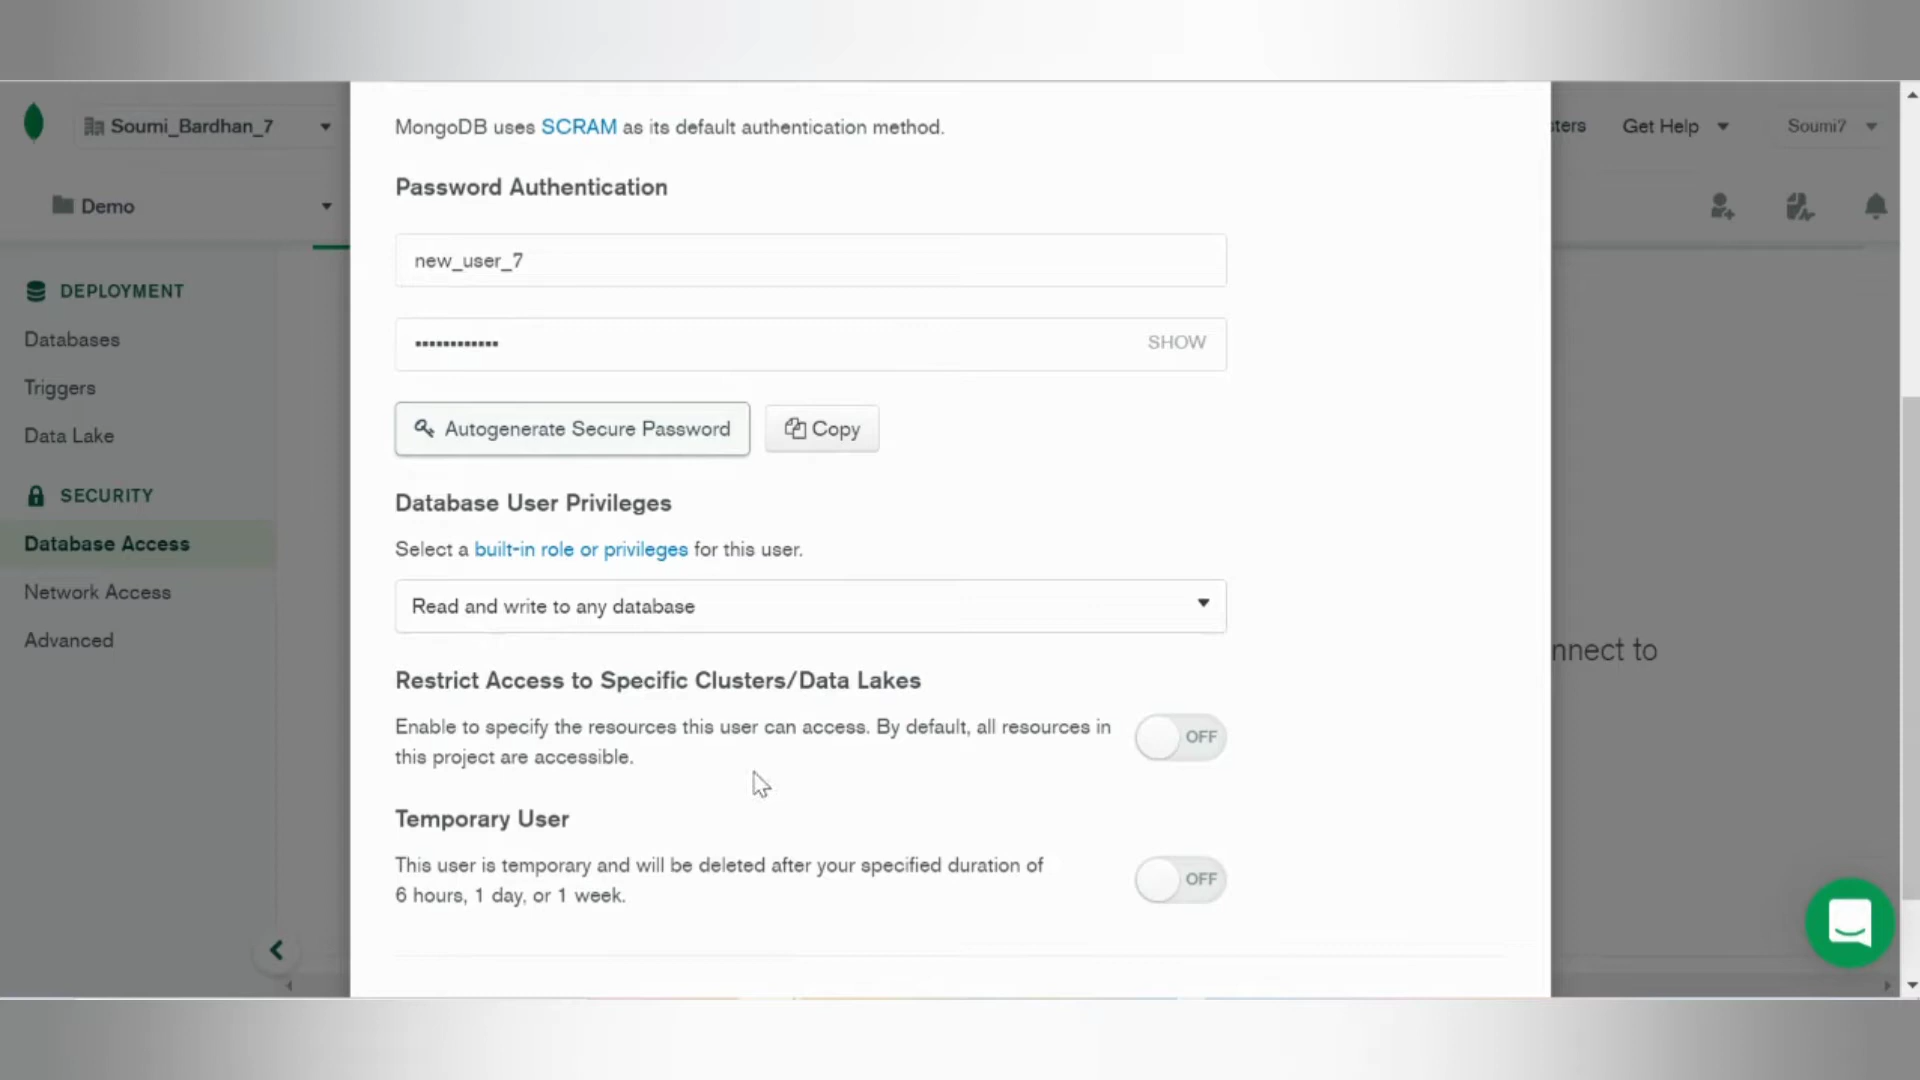 MongoDB uses SCRAM as its default authentication method.
Soumi_Bardhan_7
Get Help
Soumi7
Password Authentication
Demo
new_user_7
DEPLOYMENT
Databases
••••••••••••
SHOW
Triggers
Autogenerate Secure Password
Copy
Data Lake
SECURITY
Database User Privileges
Database Access
Select a built-in role or privileges for this user.
Network Access
Read and write to any database
Advanced
nnect to
Restrict Access to Specific Clusters/Data Lakes
Enable to specify the resources this user can access. By default, all resources in
this project are accessible.
OFF
Temporary User
This user is temporary and will be deleted after your specified duration of
6 hours, 1 day, or 1 week.
OFF